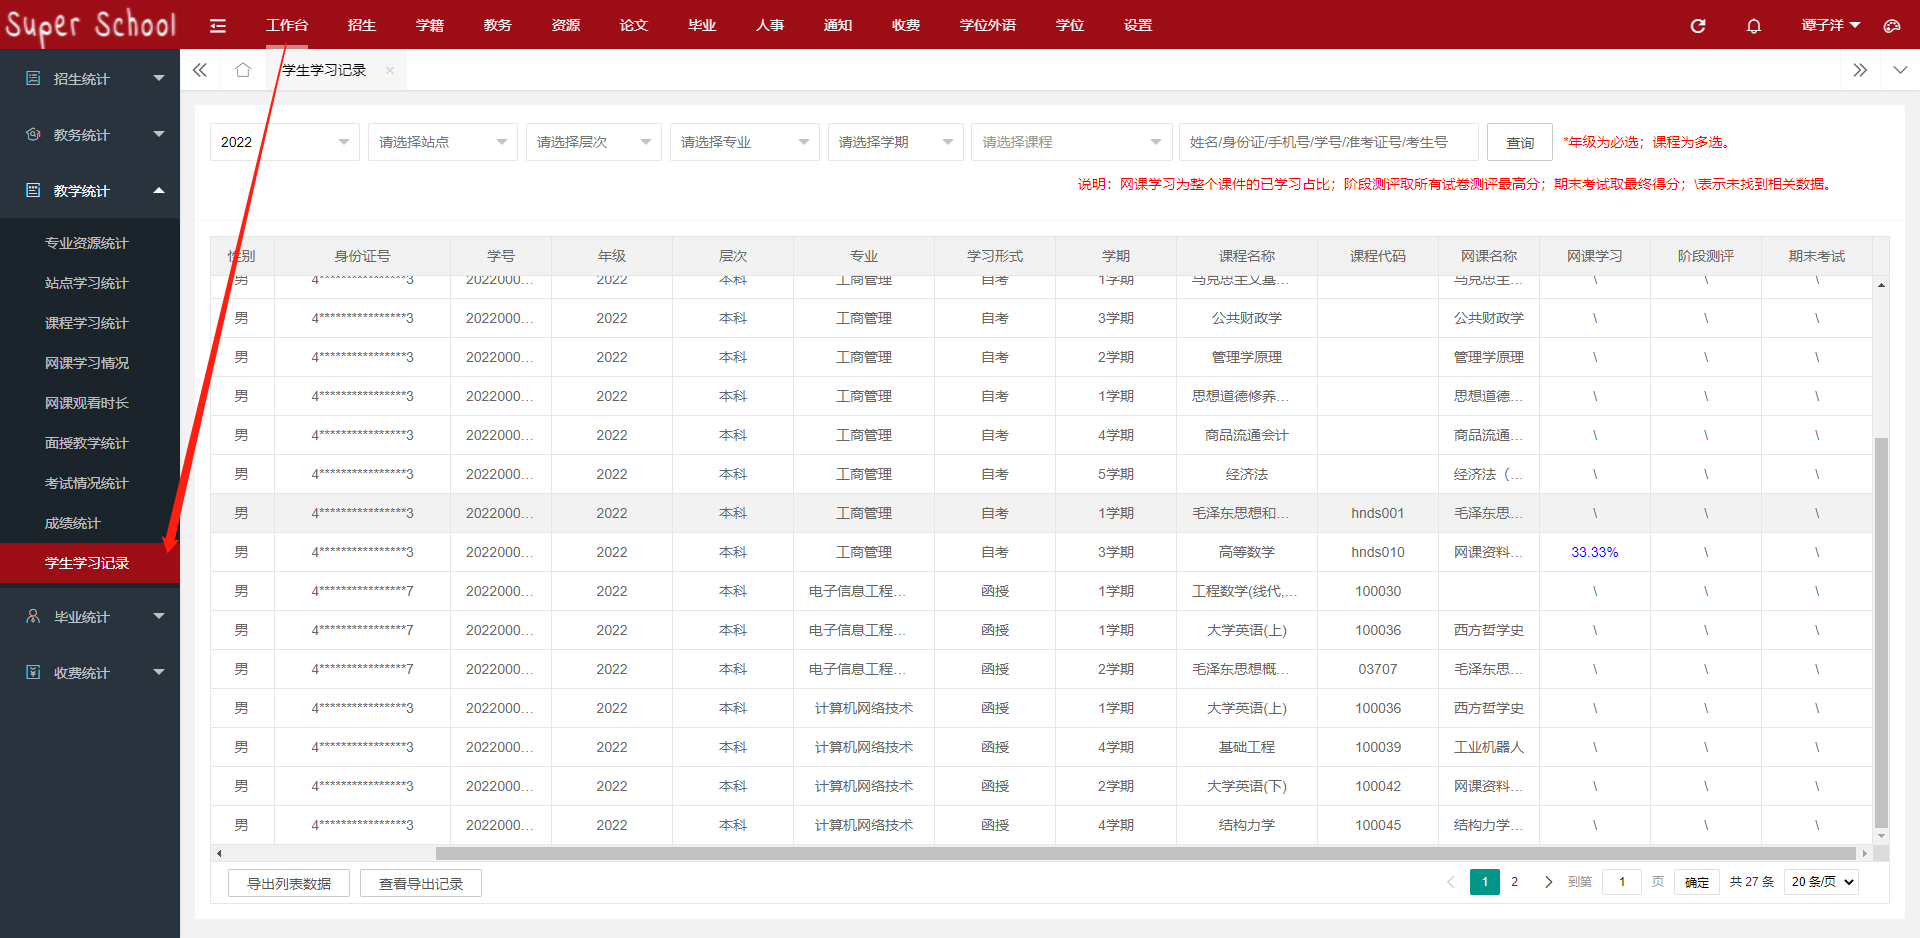 Super School
工作台 招生 学籍 教务 资源 论文 毕业 人事 通知 收费 学位外语 学位 设置 谭子洋
学生学习记录
招生统计
教务统计
教学统计
专业资源统计
站点学习统计
课程学习统计
网课学习情况
网课观看时长
面授教学统计
考试情况统计
成绩统计
学生学习记录
毕业统计
收费统计
2022 请选择站点 请选择层次 请选择专业 请选择学期 请选择课程 姓名/身份证/手机号/学号/准考证号/考生号 查询 *年级为必选；课程为多选。
说明：网课学习为整个课件的已学习占比；阶段测评取所有试卷测评最高分；期末考试取最终得分；\表示未找到相关数据。
性别 身份证号 学号 年级 层次 专业 学习形式 学期 课程名称 课程代码 网课名称 网课学习 阶段测评 期末考试
男 4****************3 2022000... 2022 本科 工商管理 自考 1学期 马克思主义基... 马克思主... \ \ \
男 4****************3 2022000... 2022 本科 工商管理 自考 3学期 公共财政学 公共财政学 \ \ \
男 4****************3 2022000... 2022 本科 工商管理 自考 2学期 管理学原理 管理学原理 \ \ \
男 4****************3 2022000... 2022 本科 工商管理 自考 1学期 思想道德修养... 思想道德... \ \ \
男 4****************3 2022000... 2022 本科 工商管理 自考 4学期 商品流通会计 商品流通... \ \ \
男 4****************3 2022000... 2022 本科 工商管理 自考 5学期 经济法 经济法（... \ \ \
男 4****************3 2022000... 2022 本科 工商管理 自考 1学期 毛泽东思想和... hnds001 毛泽东思... \ \ \
男 4****************3 2022000... 2022 本科 工商管理 自考 3学期 高等数学 hnds010 网课资料... 33.33% \ \
男 4****************7 2022000... 2022 本科 电子信息工程... 函授 1学期 工程数学(线代,... 100030 \ \ \
男 4****************7 2022000... 2022 本科 电子信息工程... 函授 1学期 大学英语(上) 100036 西方哲学史 \ \ \
男 4****************7 2022000... 2022 本科 电子信息工程... 函授 2学期 毛泽东思想概... 03707 毛泽东思... \ \ \
男 4****************3 2022000... 2022 本科 计算机网络技术 函授 1学期 大学英语(上) 100036 西方哲学史 \ \ \
男 4****************3 2022000... 2022 本科 计算机网络技术 函授 4学期 基础工程 100039 工业机器人 \ \ \
男 4****************3 2022000... 2022 本科 计算机网络技术 函授 2学期 大学英语(下) 100042 网课资料... \ \ \
男 4****************3 2022000... 2022 本科 计算机网络技术 函授 4学期 结构力学 100045 结构力学... \ \ \
导出列表数据 查看导出记录 1 2 到第 1 页 确定 共 27 条 20 条/页